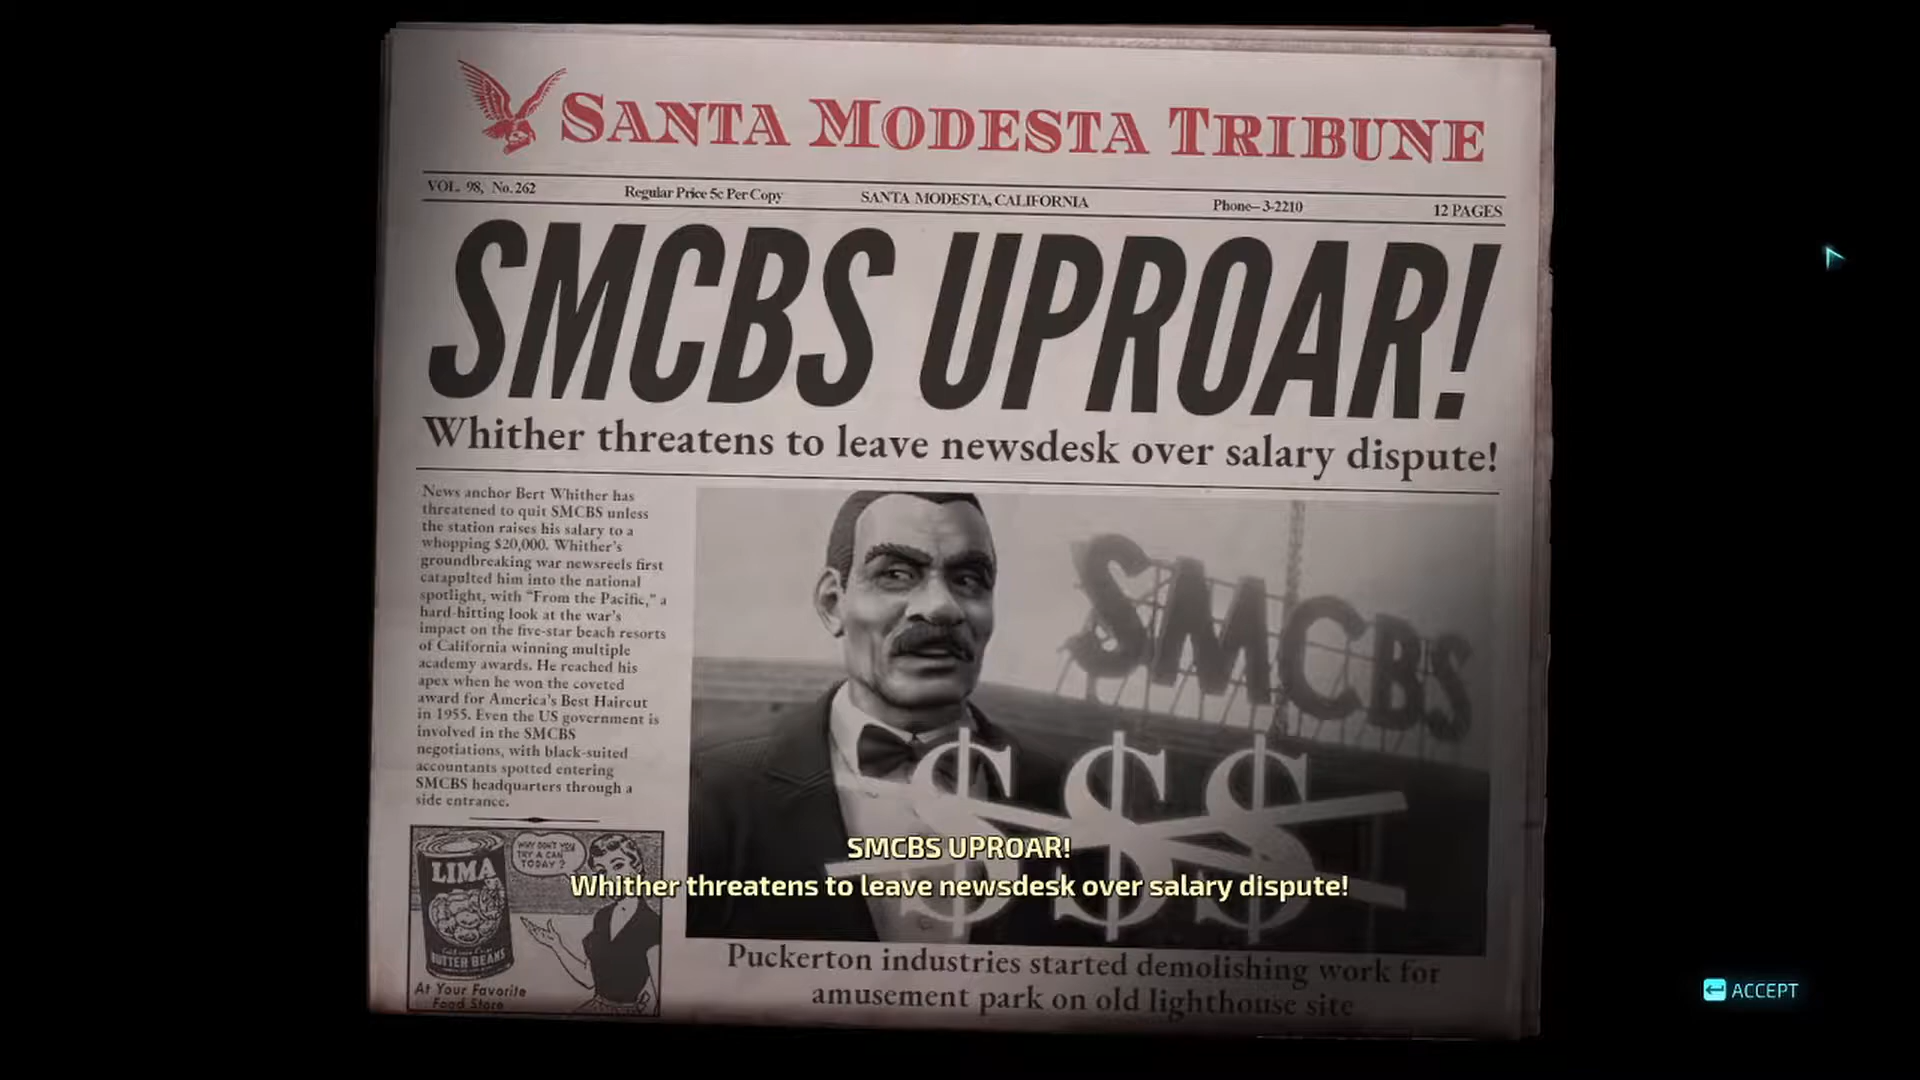 SANTA MODESTA TRIBUNE
VOL. 98, No. 262 Regular Price 5c Per Copy SANTA MODESTA, CALIFORNIA Phone–3-2210 12 PAGES
SMCBS UPROAR!
Whither threatens to leave newsdesk over salary dispute!
News anchor Bert Whither has
threatened to quit SMCBS unless
the station raises his salary to a
whopping $20,000. Whither's
groundbreaking war newsreels first
catapulted him into the national
spotlight, with “From the Pacific,” a
hard-hitting look at the war's
impact on the five-star beach resorts
of California winning multiple
academy awards. He reached his
apex when he won the coveted
award for America's Best Haircut
in 1955. Even the US government is
involved in the SMCBS
negotiations, with black-suited
accountants spotted entering
SMCBS headquarters through a
side entrance.
SMCBS
$$$
SMCBS UPROAR!
Whither threatens to leave newsdesk over salary dispute!
WHY DON'T YOU
TRY A CAN
TODAY?
LIMA
BUTTER BEANS
At Your Favorite
Food Store
Puckerton industries started demolishing work for
amusement park on old lighthouse site
ACCEPT